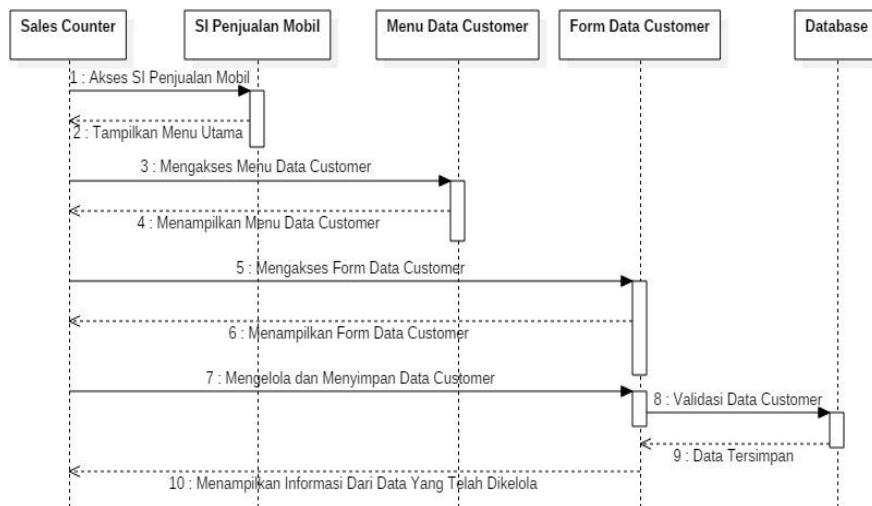 Sales Counter
SI Penjualan Mobil
Menu Data Customer
Form Data Customer
Database
1 : Akses SI Penjualan Mobil
2 : Tampilkan Menu Utama
3 : Mengakses Menu Data Customer
4 : Menampilkan Menu Data Customer
5 : Mengakses Form Data Customer
6 : Menampilkan Form Data Customer
7 : Mengelola dan Menyimpan Data Customer
8 : Validasi Data Customer
9 : Data Tersimpan
10 : Menampilkan Informasi Dari Data Yang Telah Dikelola